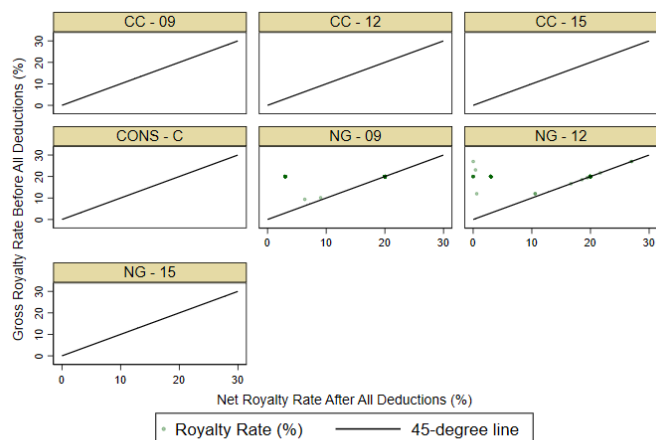 CC - 09
CC - 12
CC - 15
30
20
10
0
CONS - C
NG - 09
NG - 12
30
20
10
0
0 10 20 30
0 10 20 30
NG - 15
30
20
10
0
0 10 20 30
Gross Royalty Rate Before All Deductions (%)
Net Royalty Rate After All Deductions (%)
Royalty Rate (%)
45-degree line